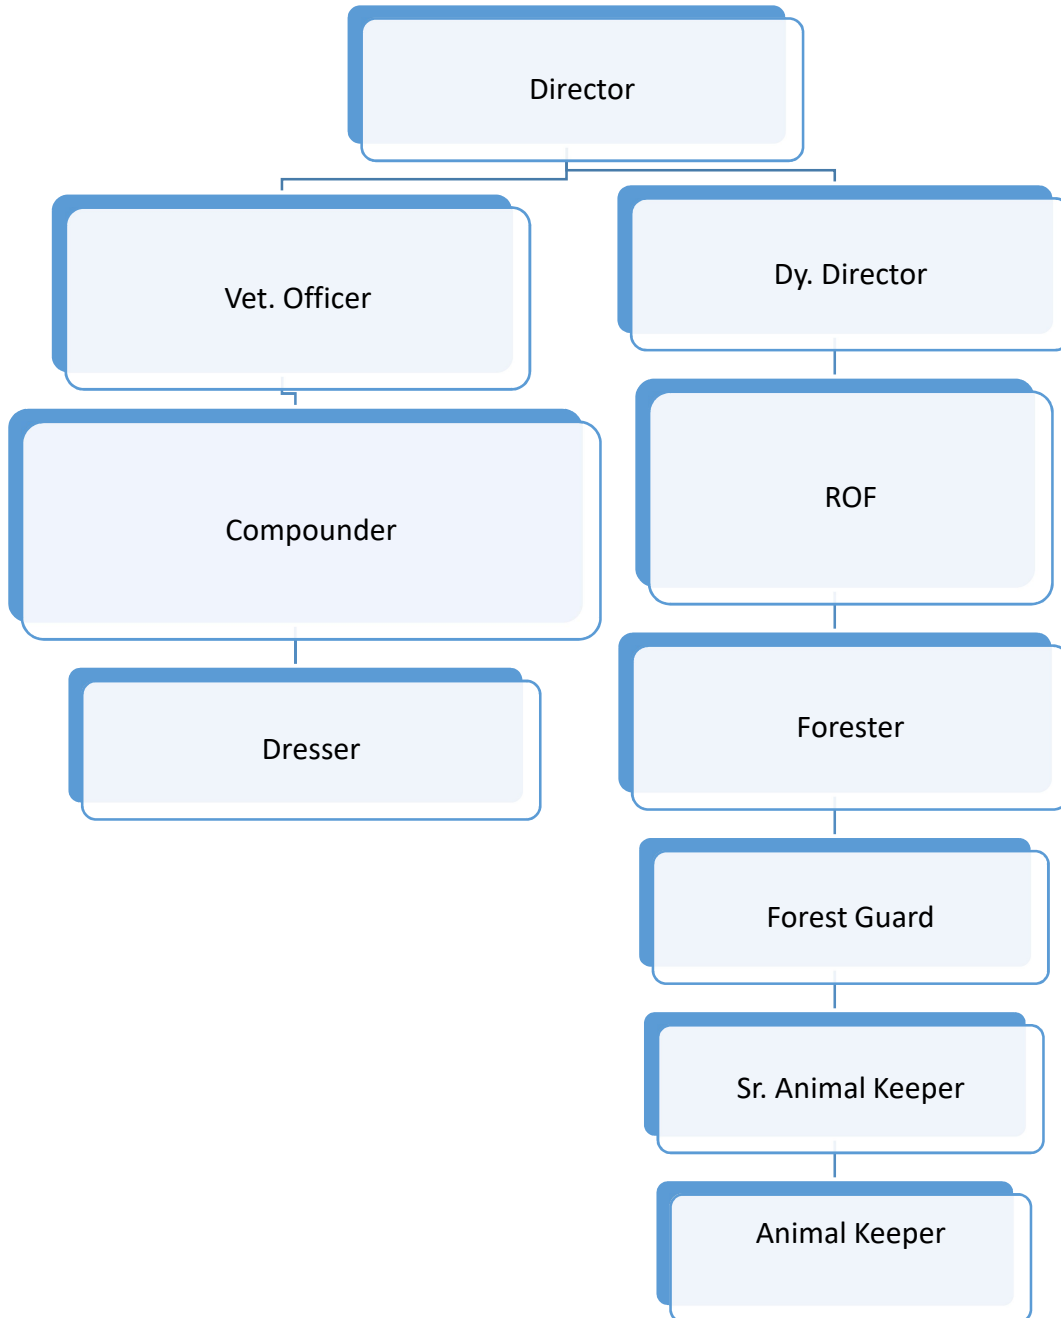 Director
Vet. Officer
Dy. Director
Compounder
ROF
Dresser
Forester
Forest Guard
Sr. Animal Keeper
Animal Keeper